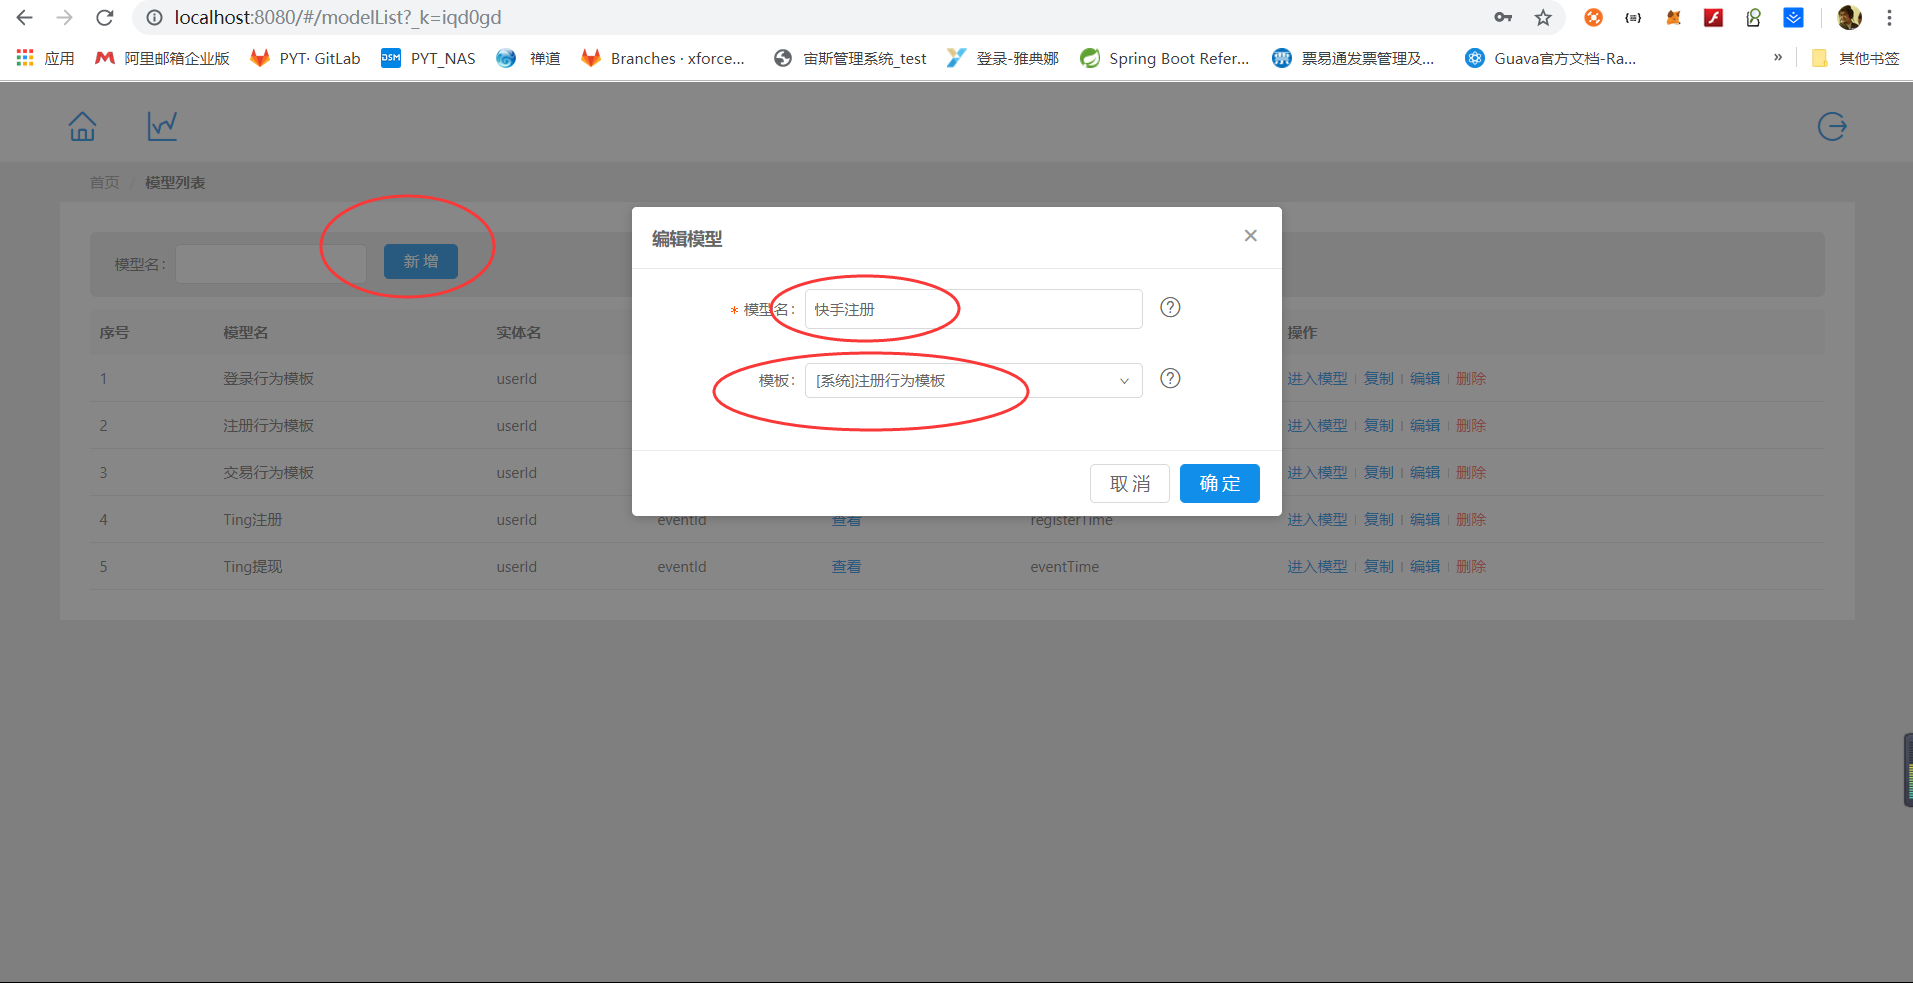 localhost:8080/#/modelList?_k=iqd0gd
应用 阿里邮箱企业版 PYT· GitLab DSM PYT_NAS 禅道 Branches · xforce... 宙斯管理系统_test 登录-雅典娜 Spring Boot Refer... 票易通发票管理及... Guava官方文档-Ra... » 其他书签
首页 / 模型列表
模型名: 新 增
编辑模型
* 模型名: 快手注册
模板: [系统]注册行为模板
取 消 确 定
序号 模型名 实体名 操作
1 登录行为模板 userId 进入模型 复制 编辑 删除
2 注册行为模板 userId 进入模型 复制 编辑 删除
3 交易行为模板 userId 进入模型 复制 编辑 删除
4 Ting注册 userId eventId 查看 registerTime 进入模型 复制 编辑 删除
5 Ting提现 userId eventId 查看 eventTime 进入模型 复制 编辑 删除